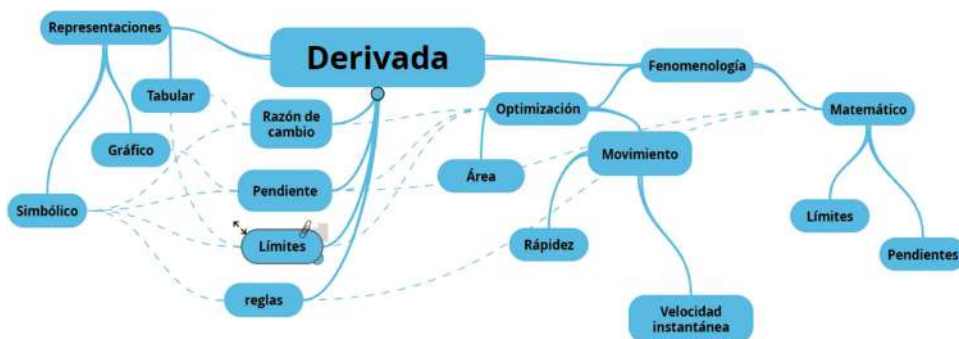 Representaciones
Derivada
Fenomenología
Tabular
Razón de
cambio
Optimización
Matemático
Gráfico
Movimiento
Área
Pendiente
Simbólico
Límites
Rápidez
Límites
Pendientes
reglas
Velocidad
instantánea